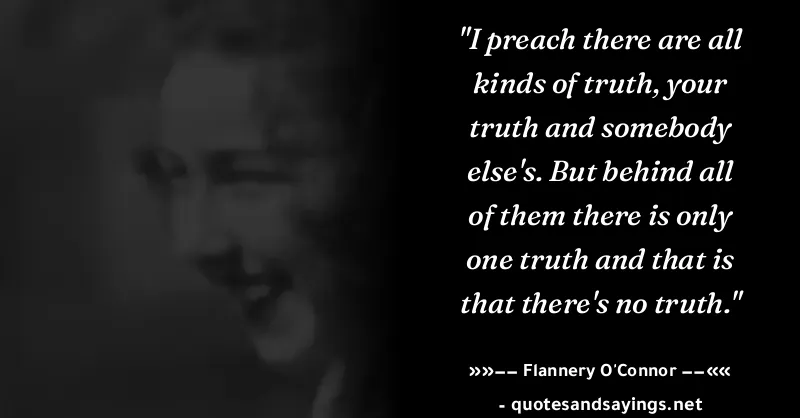 "I preach there are all
kinds of truth, your
truth and somebody
else's. But behind all
of them there is only
one truth and that is
that there's no truth."
»»–– Flannery O'Connor ––««
- quotesandsayings.net